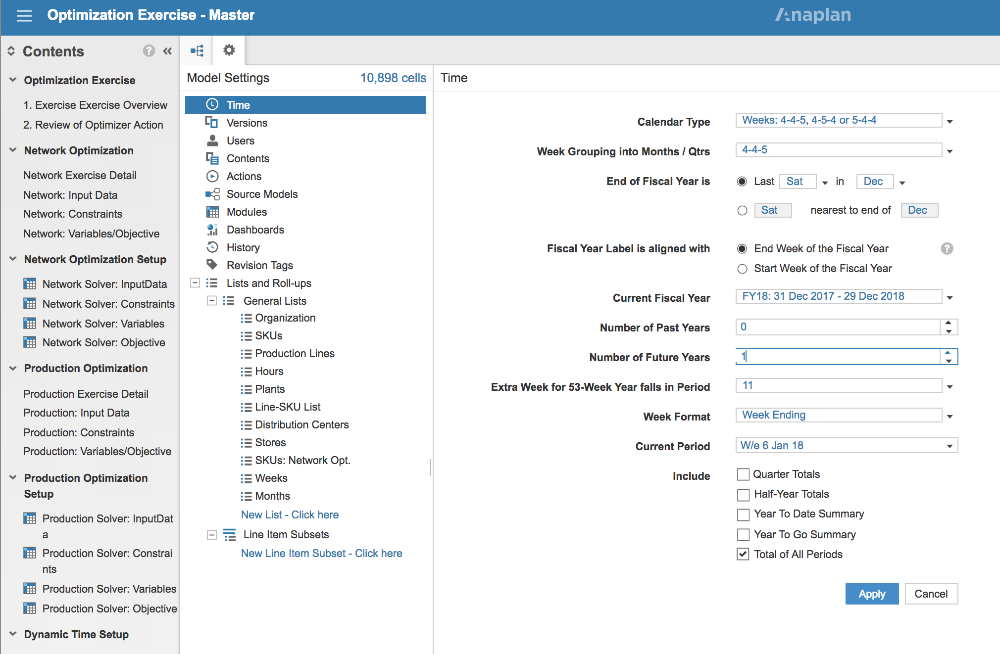 Optimization Exercise - Master
Anaplan
Contents
?
«
Optimization Exercise
1. Exercise Exercise Overview
2. Review of Optimizer Action
Network Optimization
Network Exercise Detail
Network: Input Data
Network: Constraints
Network: Variables/Objective
Network Optimization Setup
Network Solver: InputData
Network Solver: Constraints
Network Solver: Variables
Network Solver: Objective
Production Optimization
Production Exercise Detail
Production: Input Data
Production: Constraints
Production: Variables/Objective
Production Optimization
Setup
Production Solver: InputDat
a
Production Solver: Constrai
nts
Production Solver: Variables
Production Solver: Objective
Dynamic Time Setup
Model Settings 10,898 cells
Time
Versions
Users
Contents
Actions
Source Models
Modules
Dashboards
History
Revision Tags
Lists and Roll-ups
General Lists
Organization
SKUs
Production Lines
Hours
Plants
Line-SKU List
Distribution Centers
Stores
SKUs: Network Opt.
Weeks
Months
New List - Click here
Line Item Subsets
New Line Item Subset - Click here
Time
Calendar Type Weeks: 4-4-5, 4-5-4 or 5-4-4
Week Grouping into Months / Qtrs 4-4-5
End of Fiscal Year is Last Sat in Dec
Sat nearest to end of Dec
Fiscal Year Label is aligned with End Week of the Fiscal Year ?
Start Week of the Fiscal Year
Current Fiscal Year FY18: 31 Dec 2017 - 29 Dec 2018
Number of Past Years 0
Number of Future Years 1
Extra Week for 53-Week Year falls in Period 11
Week Format Week Ending
Current Period W/e 6 Jan 18
Include Quarter Totals
Half-Year Totals
Year To Date Summary
Year To Go Summary
Total of All Periods
Apply Cancel